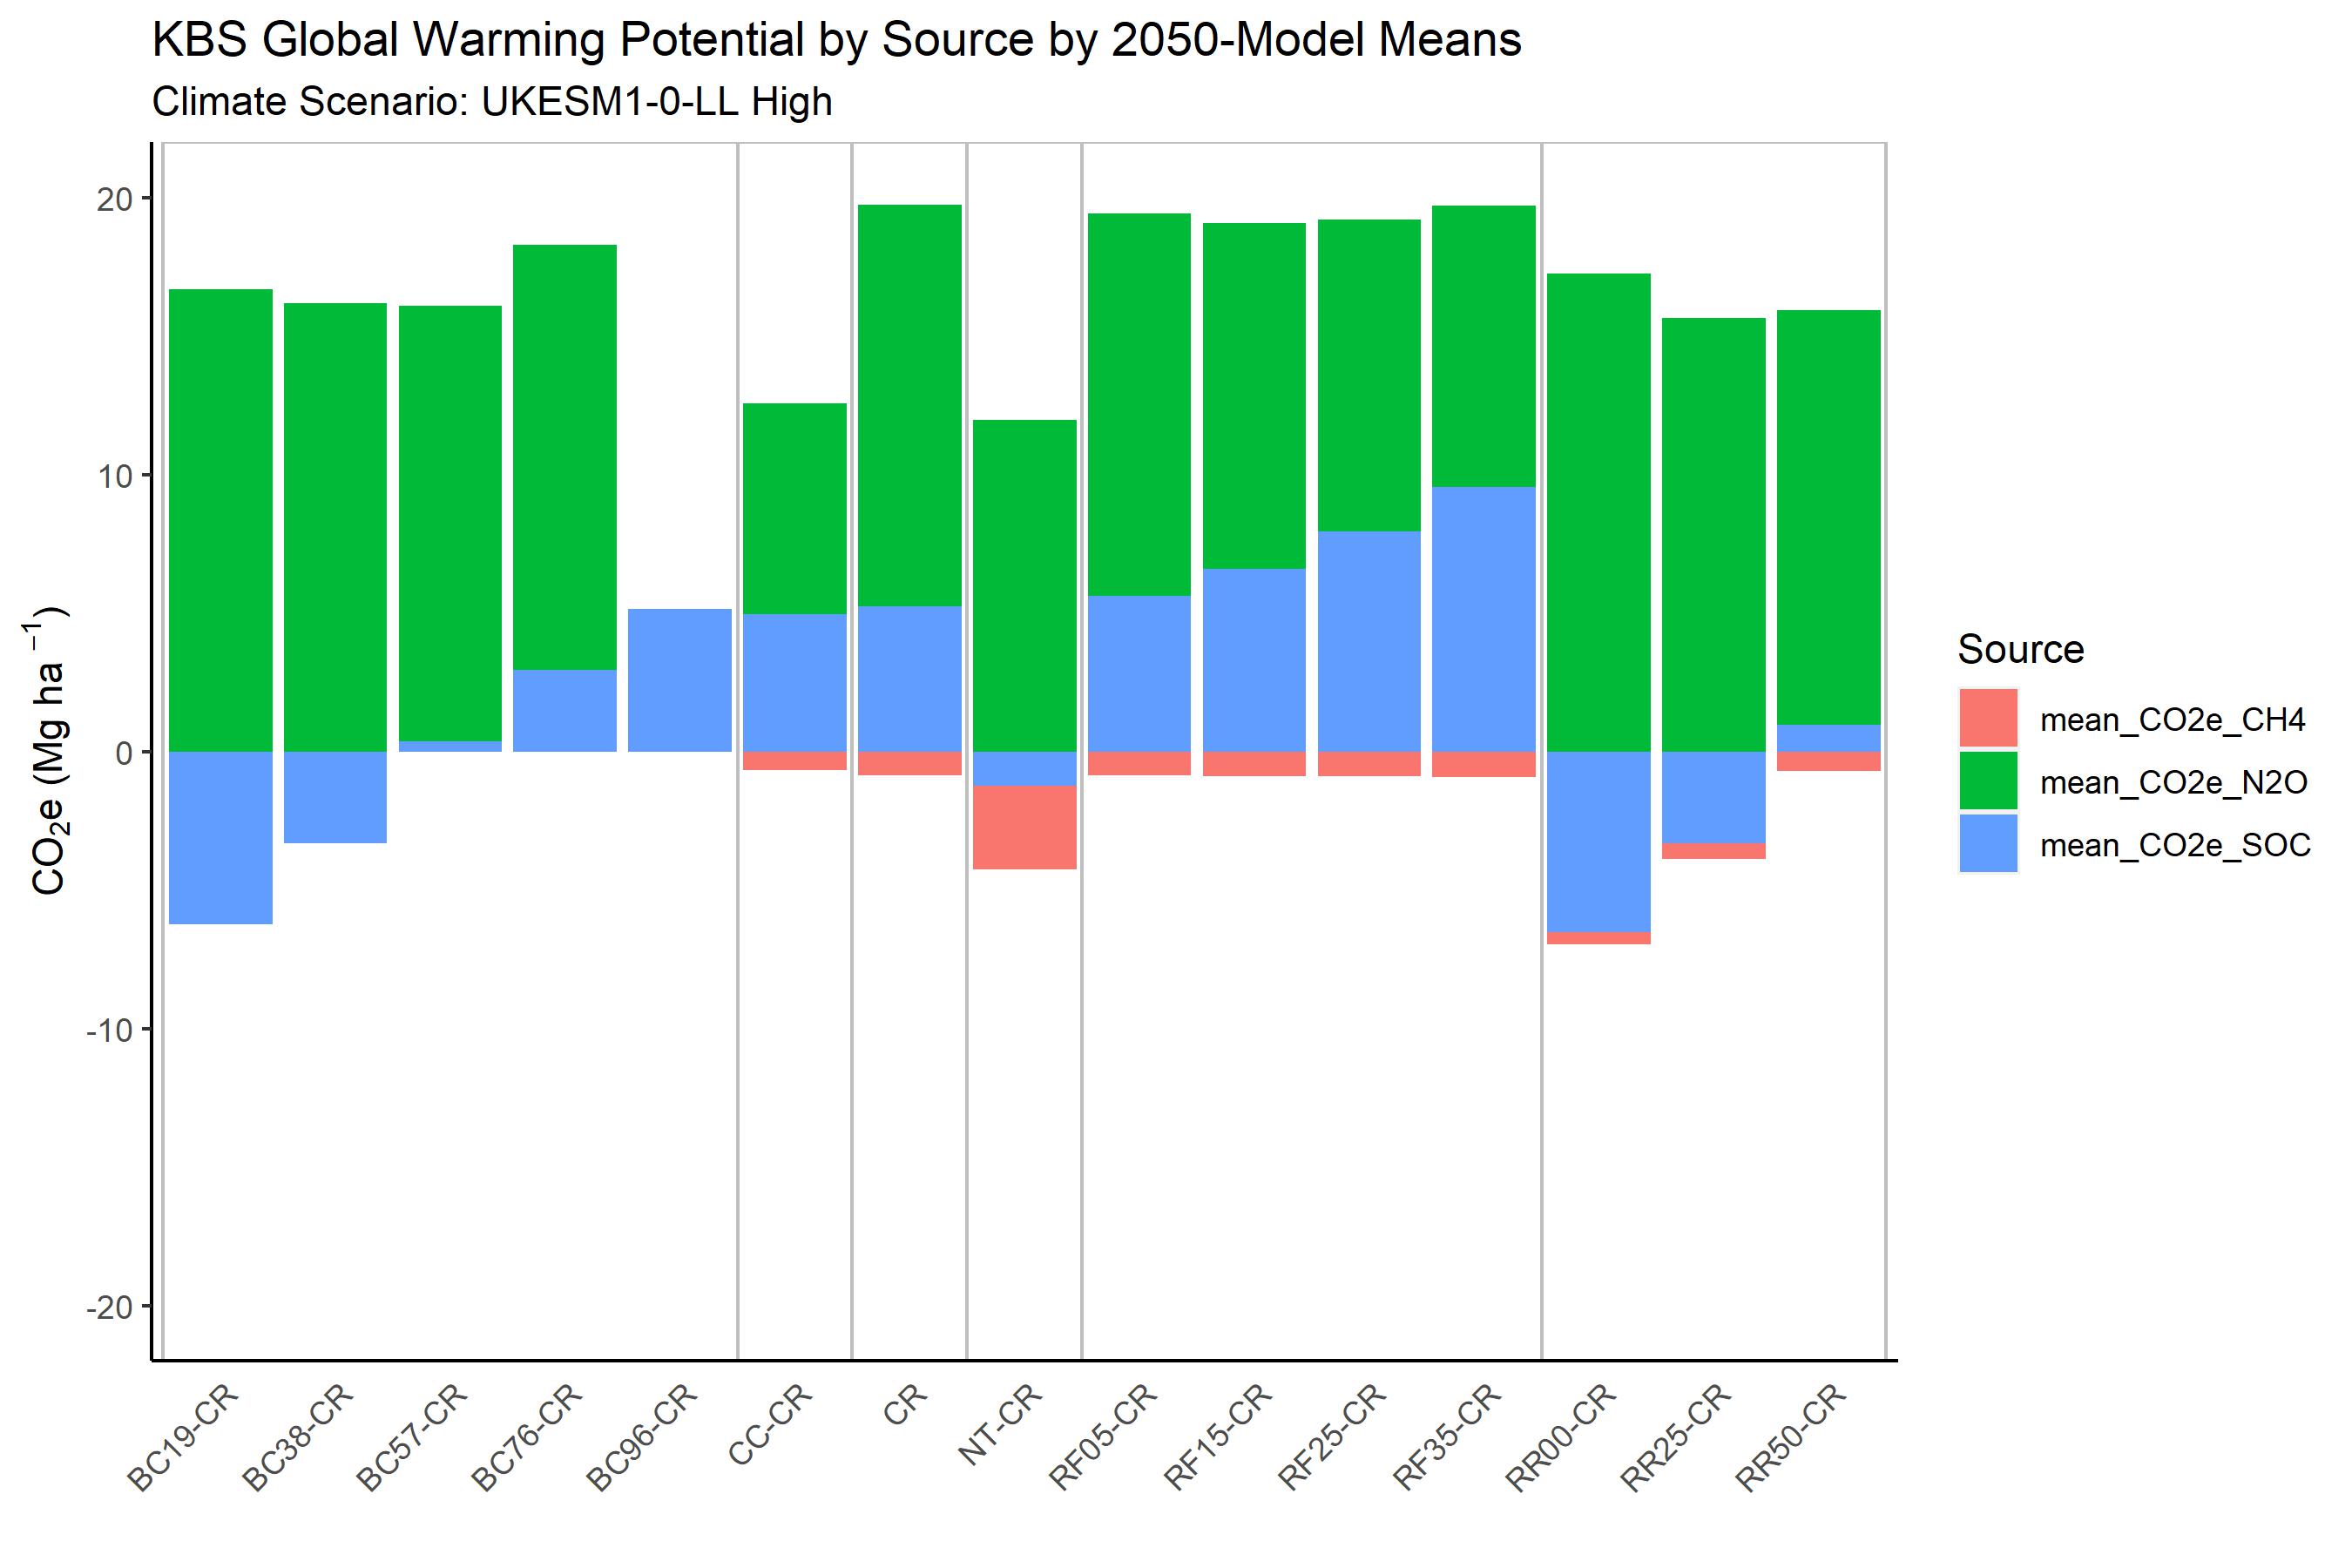 KBS Global Warming Potential by Source by 2050-Model Means
Climate Scenario: UKESM1-0-LL High
CO₂e (Mg ha ⁻¹)
20
10
0
-10
-20
BC19-CR
BC38-CR
BC57-CR
BC76-CR
BC96-CR
CC-CR
CR
NT-CR
RF05-CR
RF15-CR
RF25-CR
RF35-CR
RR00-CR
RR25-CR
RR50-CR
Source
mean_CO2e_CH4
mean_CO2e_N2O
mean_CO2e_SOC